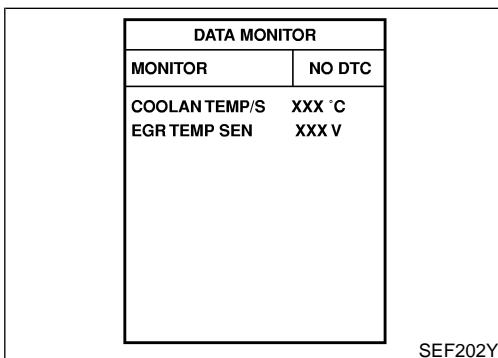 DATA MONITOR
MONITOR NO DTC
COOLAN TEMP/S XXX °C
EGR TEMP SEN XXX V
SEF202Y